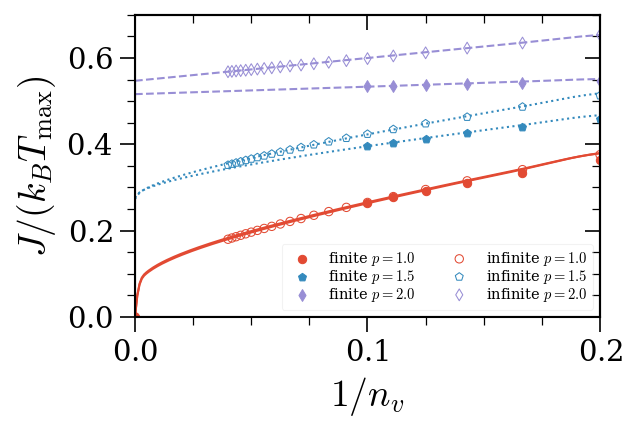 0.6
0.4
0.2
0.0
J/(k_B T_max)
finite p = 1.0
finite p = 1.5
finite p = 2.0
infinite p = 1.0
infinite p = 1.5
infinite p = 2.0
0.0
0.1
0.2
1/n_v